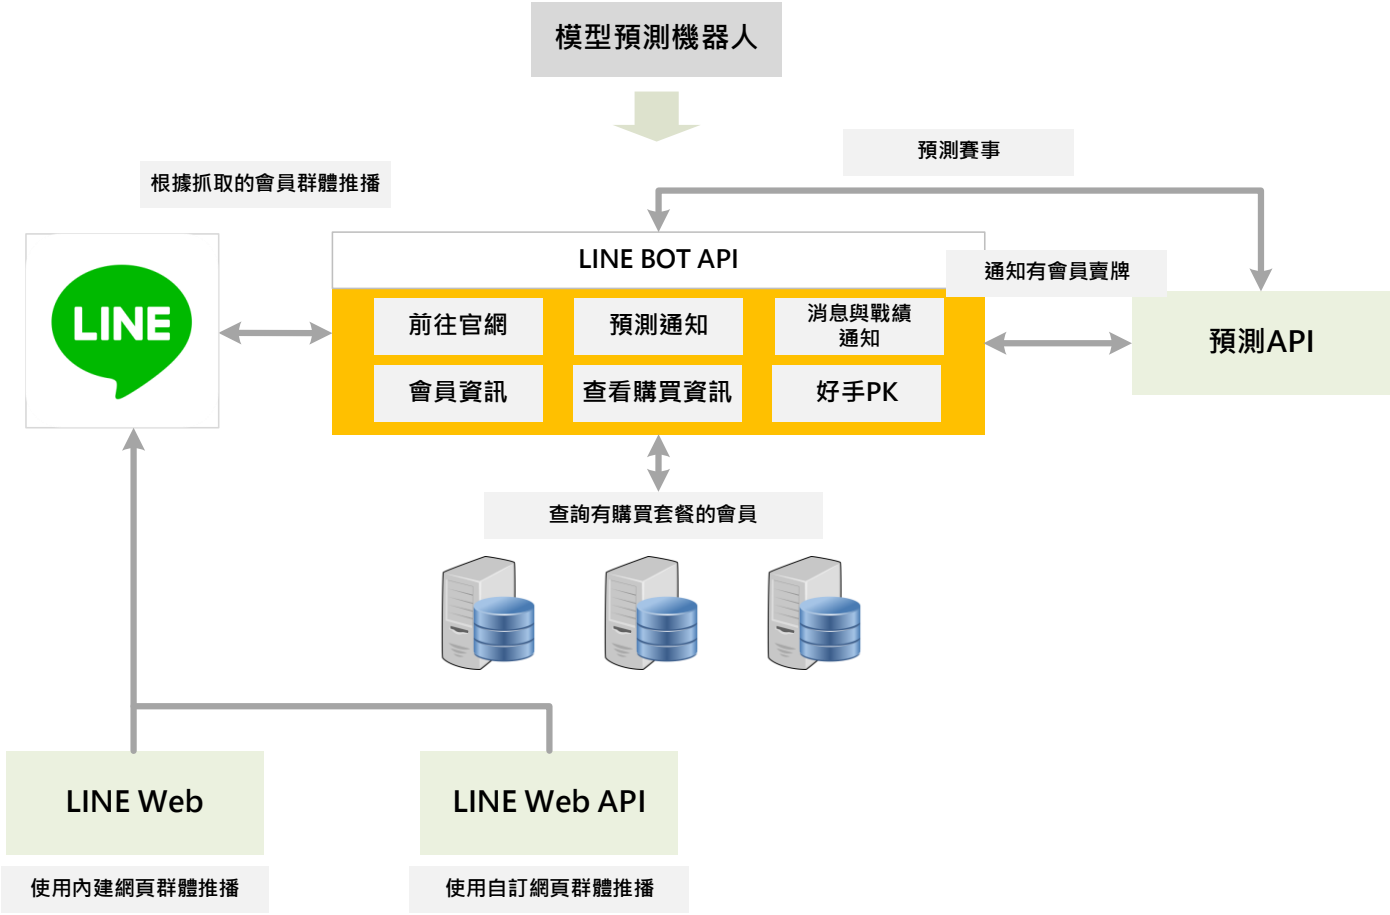 模型預測機器人
預測賽事
根據抓取的會員群體推播
LINE BOT API
通知有會員賣牌
LINE
前往官網
預測通知
消息與戰績
通知
預測API
會員資訊
查看購買資訊
好手PK
查詢有購買套餐的會員
LINE Web
LINE Web API
使用內建網頁群體推播
使用自訂網頁群體推播